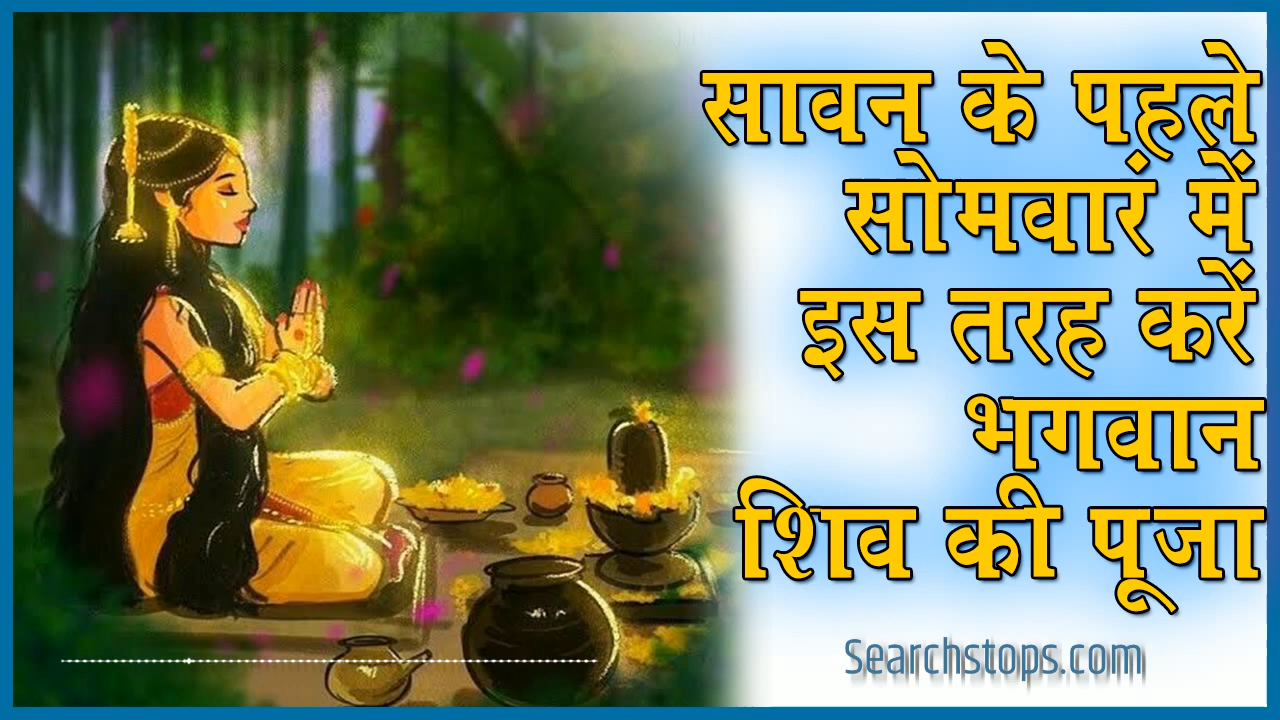 सावन के पहले
सोमवारं में
इस तरह करें
भगवान
शिव की पूजा
Searchstops.com